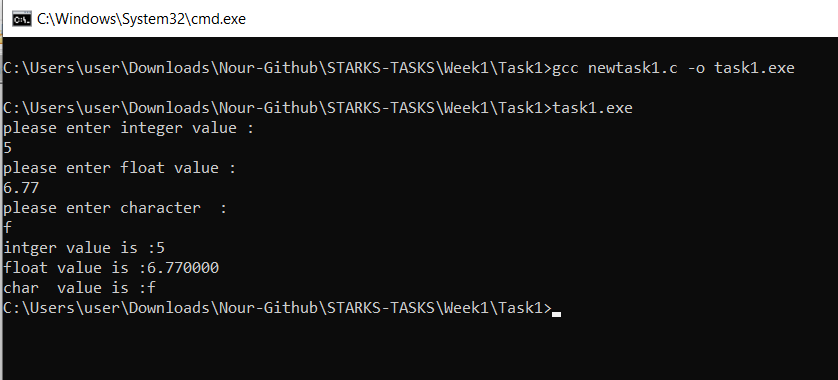 C:\Windows\System32\cmd.exe
C:\Users\user\Downloads\Nour-Github\STARKS-TASKS\Week1\Task1>gcc newtask1.c -o task1.exe
C:\Users\user\Downloads\Nour-Github\STARKS-TASKS\Week1\Task1>task1.exe
please enter integer value :
5
please enter float value :
6.77
please enter character  :
f
intger value is :5
float value is :6.770000
char  value is :f
C:\Users\user\Downloads\Nour-Github\STARKS-TASKS\Week1\Task1>